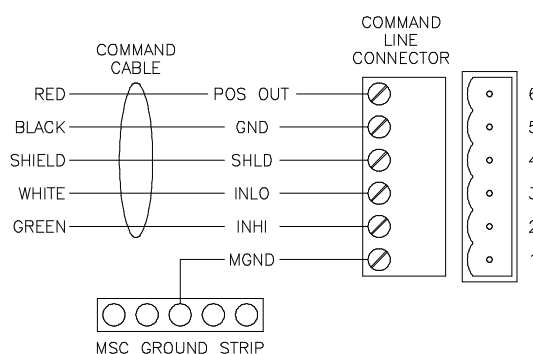 COMMAND
LINE
CONNECTOR
COMMAND
CABLE
RED POS OUT 6
BLACK GND 5
SHIELD SHLD 4
WHITE INLO 3
GREEN INHI 2
MGND 1
MSC GROUND STRIP